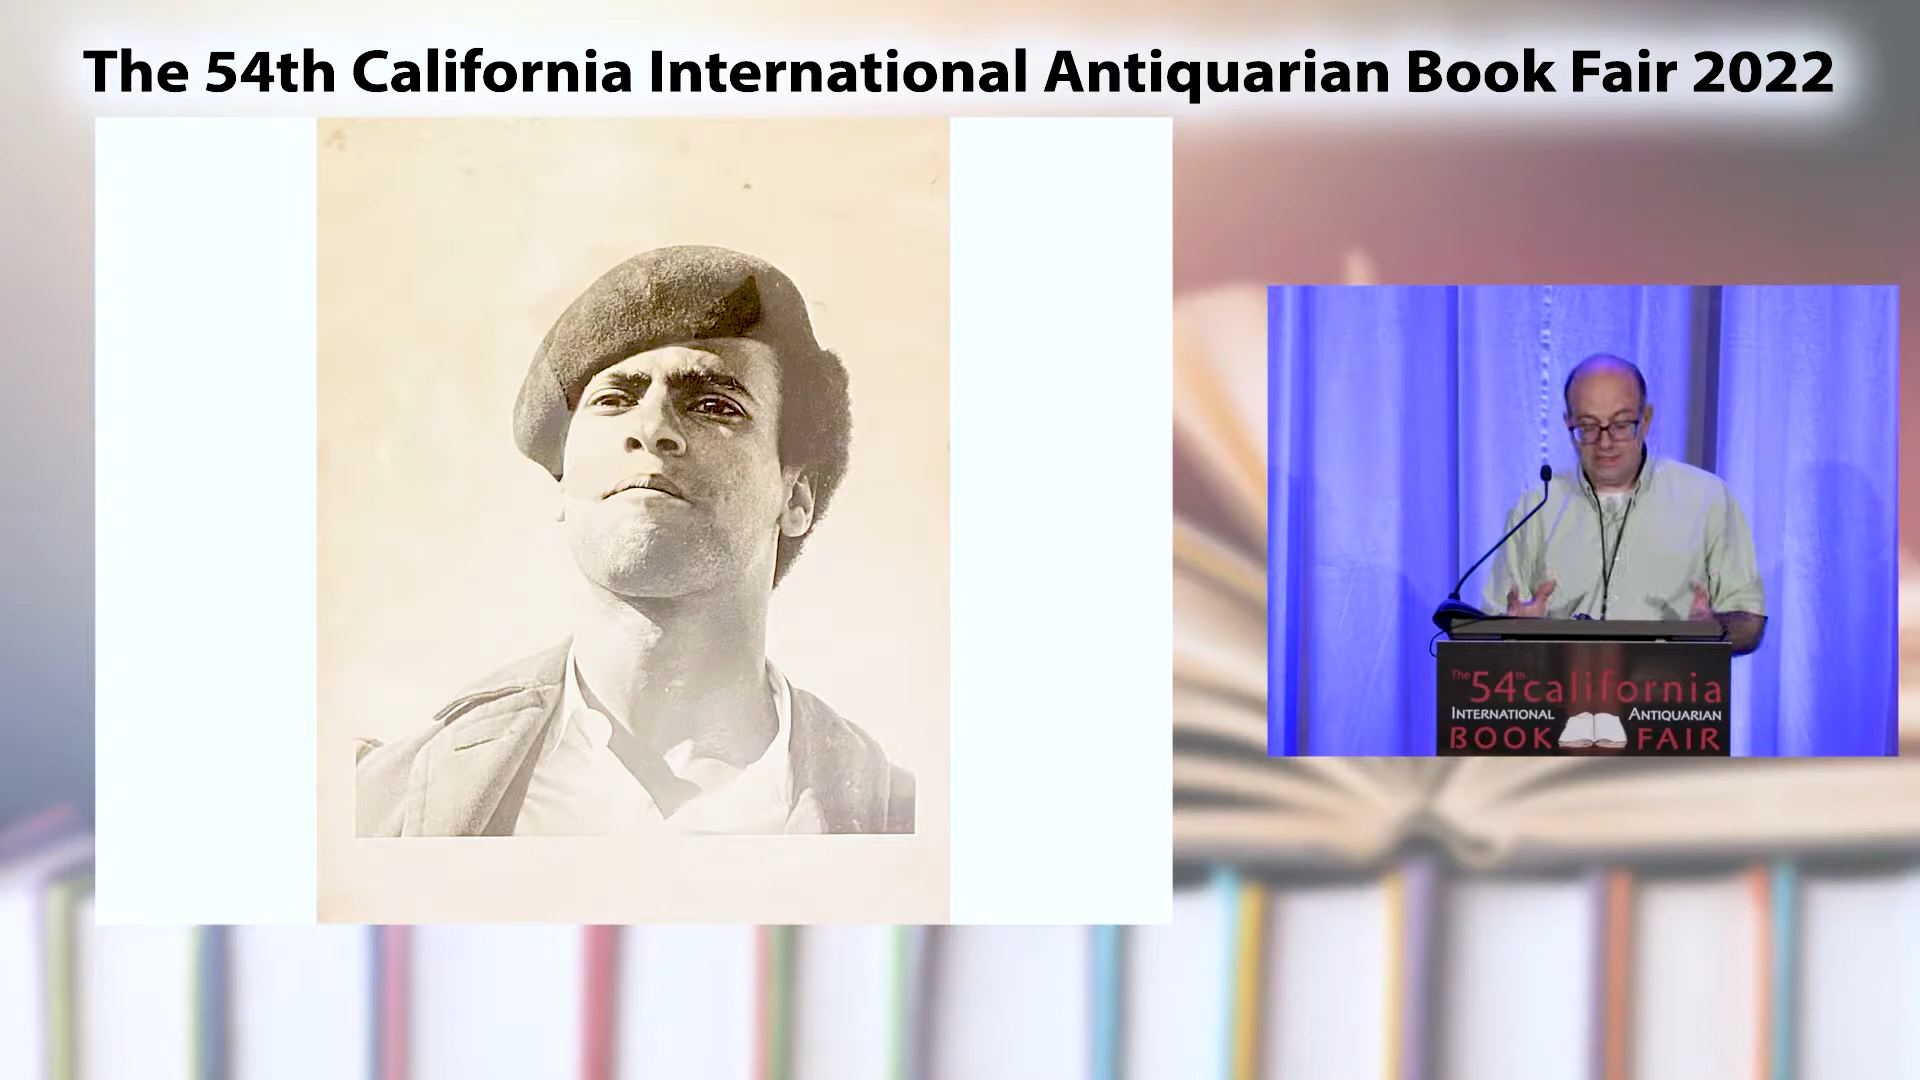 The 54th California International Antiquarian Book Fair 2022
The 54th california
INTERNATIONAL ANTIQUARIAN
BOOK FAIR